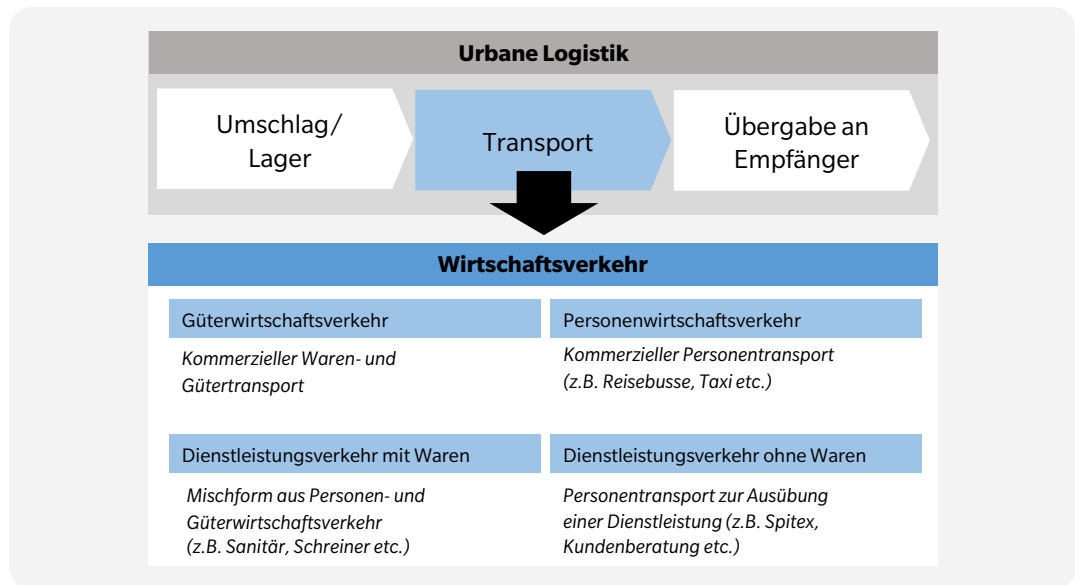 Urbane Logistik
Umschlag/
Lager
Transport
Übergabe an
Empfänger
Wirtschaftsverkehr
Güterwirtschaftsverkehr
Kommerzieller Waren- und
Gütertransport
Personenwirtschaftsverkehr
Kommerzieller Personentransport
(z.B. Reisebusse, Taxi etc.)
Dienstleistungsverkehr mit Waren
Mischform aus Personen- und
Güterwirtschaftsverkehr
(z.B. Sanitär, Schreiner etc.)
Dienstleistungsverkehr ohne Waren
Personentransport zur Ausübung
einer Dienstleistung (z.B. Spitex,
Kundenberatung etc.)